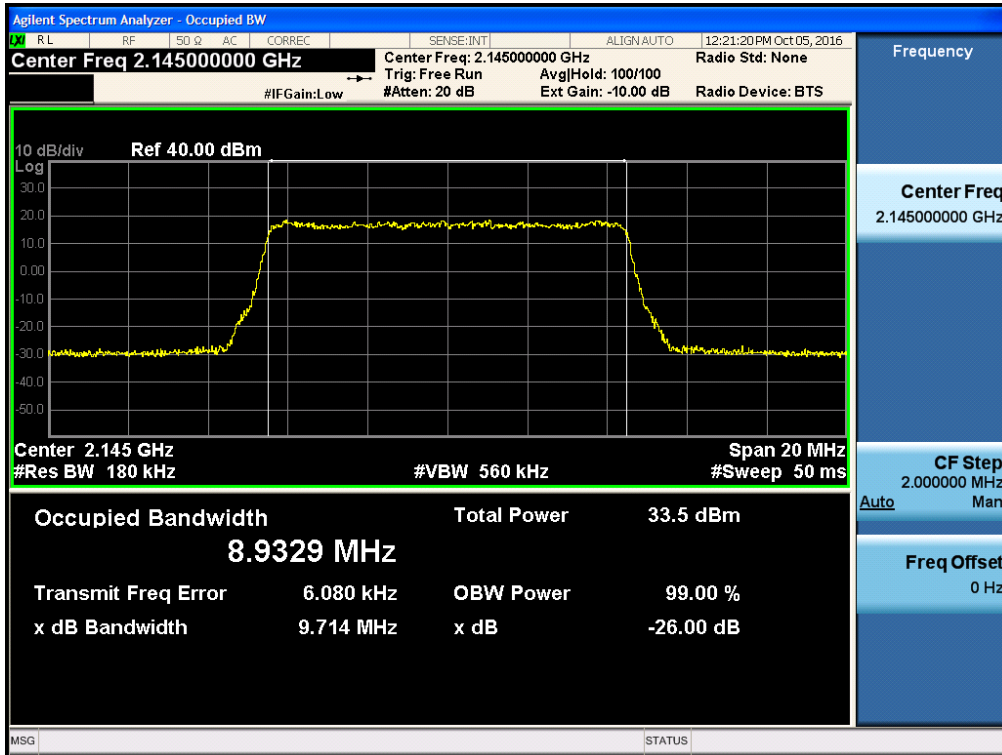 Agilent Spectrum Analyzer - Occupied BW
LXI RL RF 50 Ω AC CORREC SENSE:INT ALIGN AUTO 12:21:20 PM Oct 05, 2016
Center Freq 2.145000000 GHz
Center Freq: 2.145000000 GHz Radio Std: None
Trig: Free Run Avg|Hold: 100/100
#IFGain:Low #Atten: 20 dB Ext Gain: -10.00 dB Radio Device: BTS
10 dB/div Ref 40.00 dBm
Log
30.0
20.0
10.0
0.00
-10.0
-20.0
-30.0
-40.0
-50.0
Center 2.145 GHz Span 20 MHz
#Res BW 180 kHz #VBW 560 kHz #Sweep 50 ms
Occupied Bandwidth Total Power 33.5 dBm
8.9329 MHz
Transmit Freq Error 6.080 kHz OBW Power 99.00 %
x dB Bandwidth 9.714 MHz x dB -26.00 dB
Frequency
Center Freq
2.145000000 GHz
CF Step
2.000000 MHz
Auto Man
Freq Offset
0 Hz
MSG STATUS